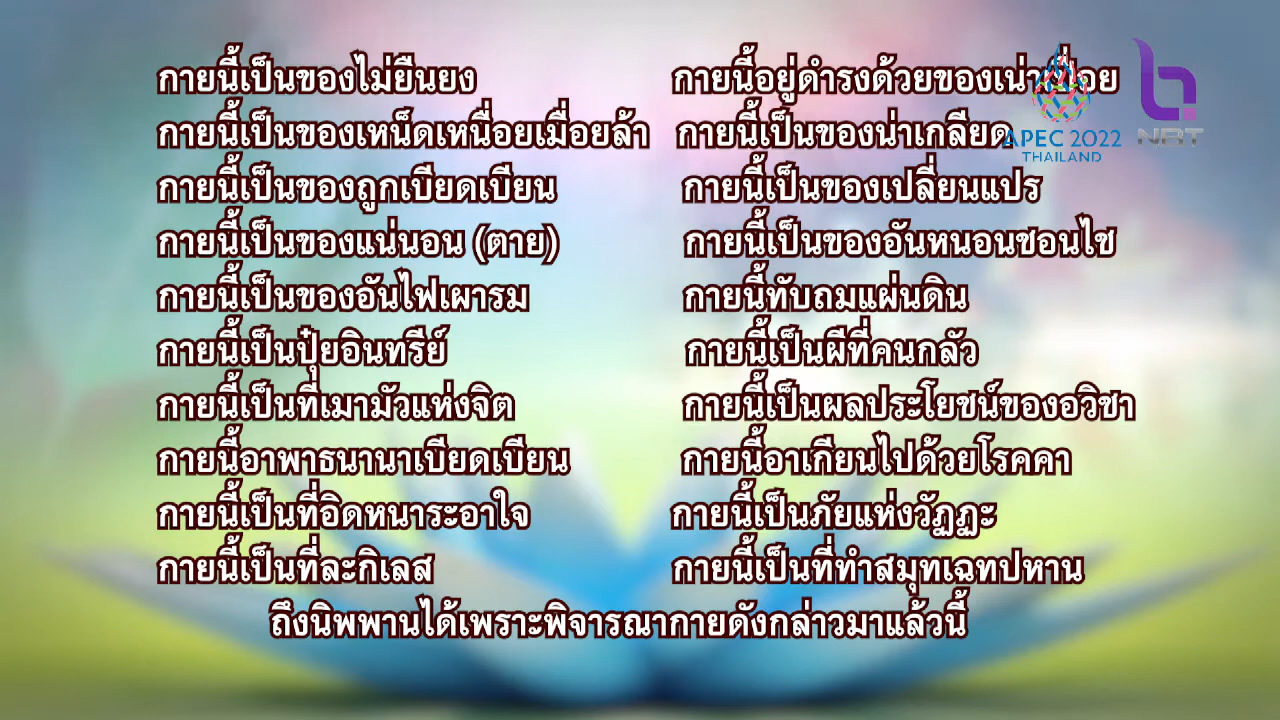 กายนี้เป็นของไม่ยืนยง กายนี้อยู่ดำรงด้วยของ
กายนี้เป็นของเหน็ดเหนื่อยเมื่อยล้า กายนี้เป็นของน่าเกลียด
กายนี้เป็นของถูกเบียดเบียน กายนี้เป็นของเปลี่ยนแปร
กายนี้เป็นของแน่นอน (ตาย) กายนี้เป็นของอันหนอนชอนไช
กายนี้เป็นของอันไฟเผารม กายนี้ทับถมแผ่นดิน
กายนี้เป็นปุ๋ยอินทรีย์ กายนี้เป็นผีที่คนกลัว
กายนี้เป็นที่เมามัวแห่งจิต กายนี้เป็นผลประโยชน์ของอวิชา
กายนี้อาพาธนานาเบียดเบียน กายนี้อาเกียนไปด้วยโรคคา
กายนี้เป็นที่อิดหนาระอาใจ กายนี้เป็นภัยแห่งวัฏฏะ
กายนี้เป็นที่ละกิเลส กายนี้เป็นที่ทำสมุทเฉทปหาน
ถึงนิพพานได้เพราะพิจารณากายดังกล่าวมาแล้วนี้
APEC 2022
THAILAND
NBT